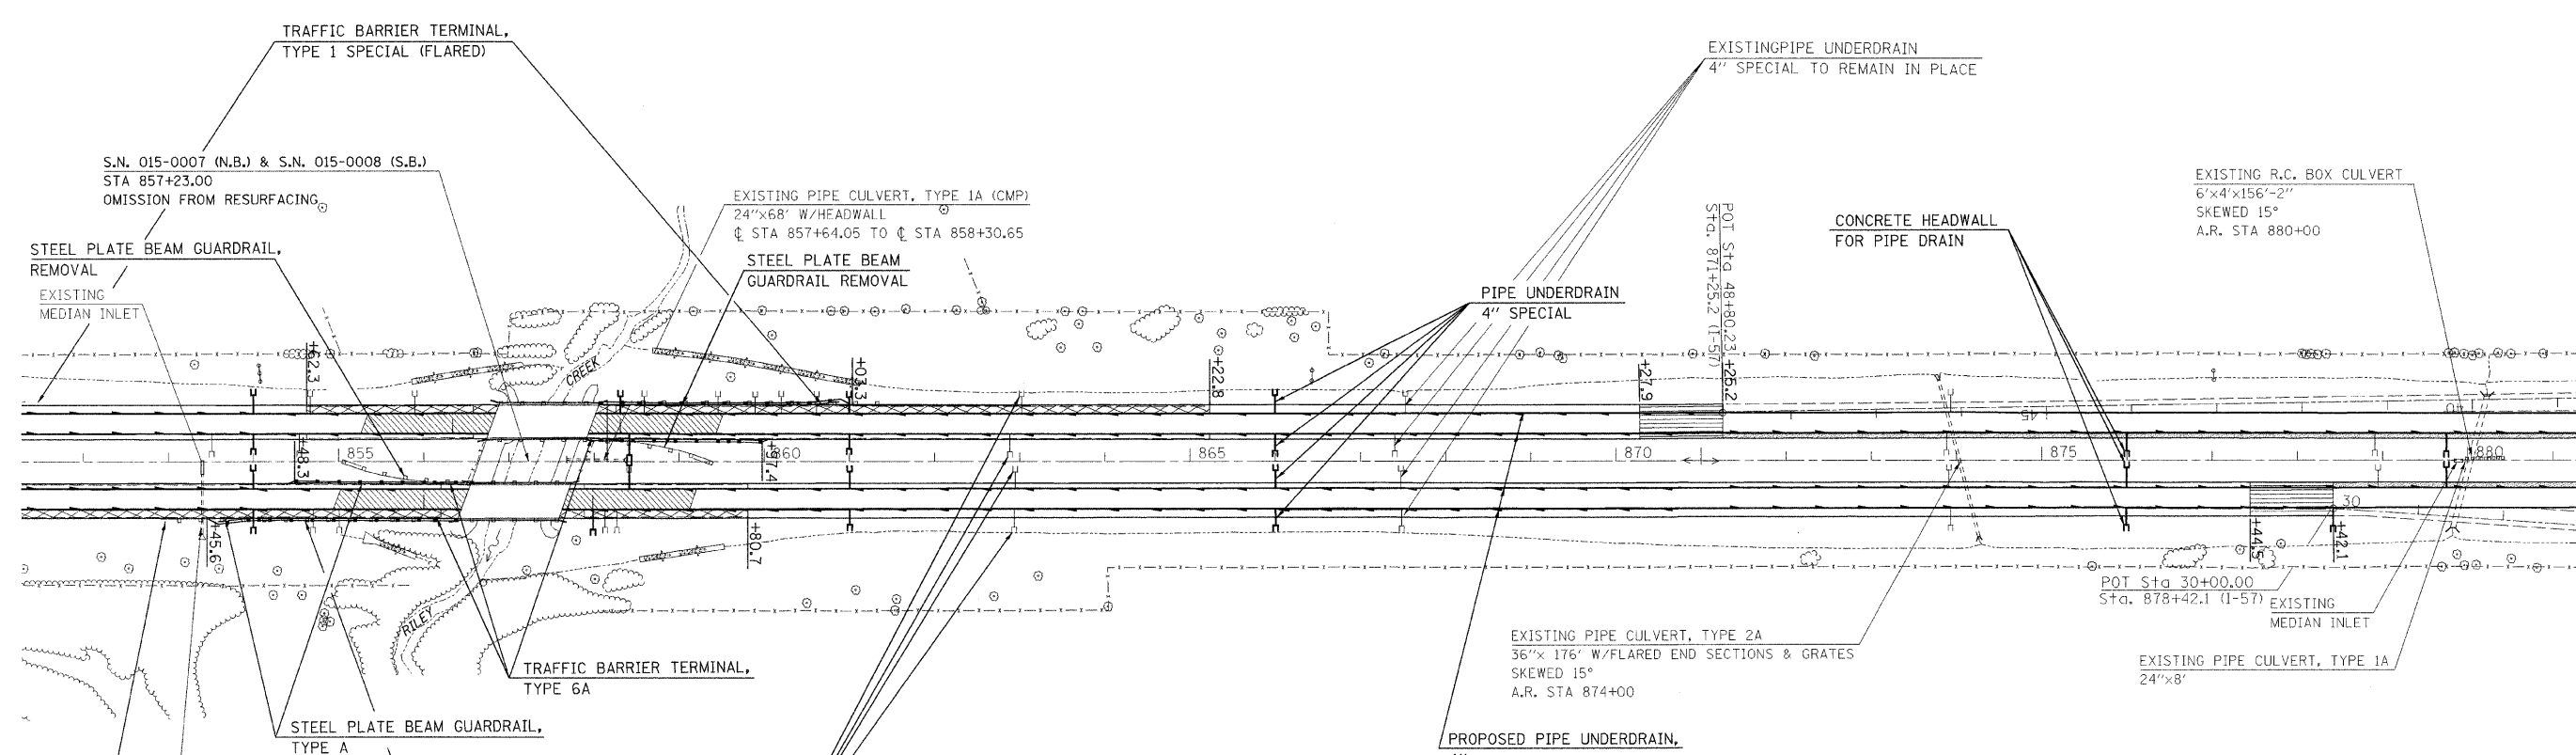 TRAFFIC BARRIER TERMINAL,
TYPE 1 SPECIAL (FLARED)
EXISTINGPIPE UNDERDRAIN
4" SPECIAL TO REMAIN IN PLACE
S.N. 015-0007 (N.B.) & S.N. 015-0008 (S.B.)
STA 857+23.00
OMISSION FROM RESURFACING
EXISTING PIPE CULVERT, TYPE 1A (CMP)
24"x68' W/HEADWALL
℄ STA 857+64.05 TO ℄ STA 858+30.65
EXISTING R.C. BOX CULVERT
6'x4'x156'-2"
SKEWED 15°
A.R. STA 880+00
CONCRETE HEADWALL
FOR PIPE DRAIN
POT Sta 48+80.23
Sta. 871+25.2 (I-57)
STEEL PLATE BEAM GUARDRAIL,
REMOVAL
STEEL PLATE BEAM
GUARDRAIL REMOVAL
EXISTING
MEDIAN INLET
PIPE UNDERDRAIN
4" SPECIAL
CREEK
+62.3
+03.3
+22.8
+27.9
+25.2
45
855
860
865
870
875
880
+48.3
+97.4
30
+45.6
+80.7
+44.5
+42.1
RILEY
POT Sta 30+00.00
Sta. 878+42.1 (I-57)
EXISTING
MEDIAN INLET
EXISTING PIPE CULVERT, TYPE 2A
36"x 176' W/FLARED END SECTIONS & GRATES
SKEWED 15°
A.R. STA 874+00
EXISTING PIPE CULVERT, TYPE 1A
24"x8'
TRAFFIC BARRIER TERMINAL,
TYPE 6A
STEEL PLATE BEAM GUARDRAIL,
TYPE A
PROPOSED PIPE UNDERDRAIN,